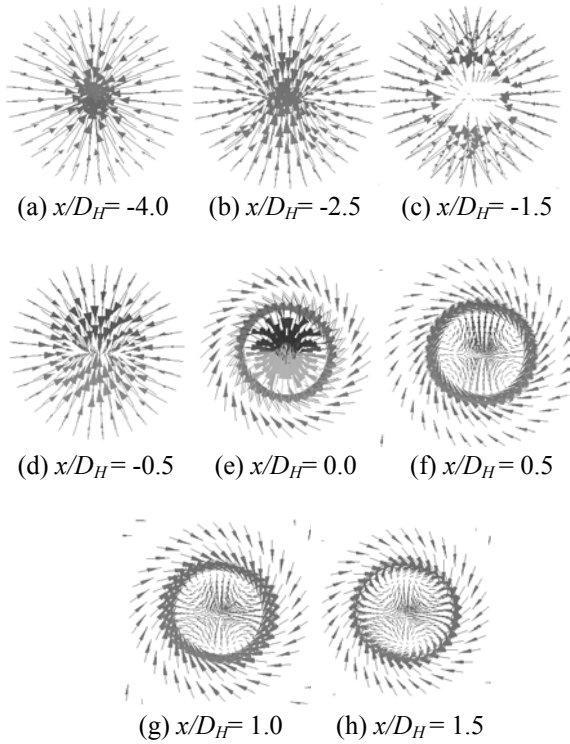 (a) x/D_H= -4.0
(b) x/D_H= -2.5
(c) x/D_H= -1.5
(d) x/D_H = -0.5
(e) x/D_H = 0.0
(f) x/D_H = 0.5
(g) x/D_H= 1.0
(h) x/D_H= 1.5